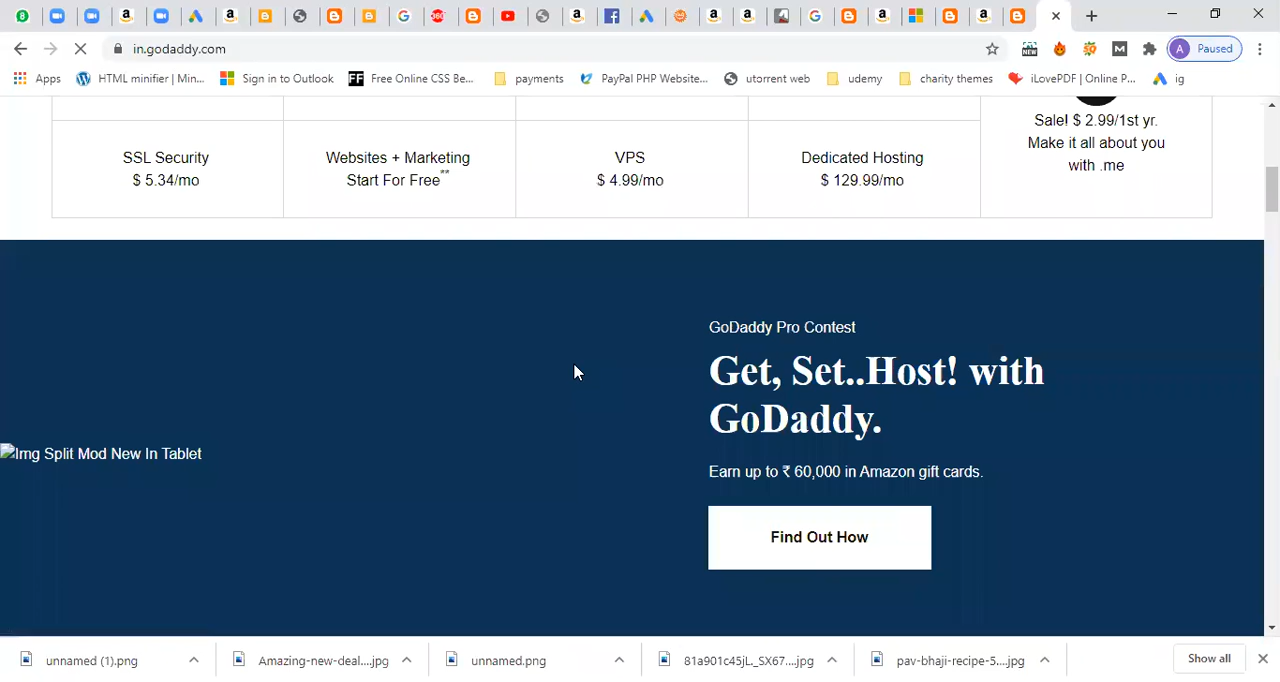 in.godaddy.com
NEW
M
A Paused
Apps
HTML minifier | Min...
Sign in to Outlook
FF Free Online CSS Be...
payments
PayPal PHP Website...
utorrent web
udemy
charity themes
iLovePDF | Online P...
ig
SSL Security
$ 5.34/mo
Websites + Marketing
Start For Free**
VPS
$ 4.99/mo
Dedicated Hosting
$ 129.99/mo
Sale! $ 2.99/1st yr.
Make it all about you
with .me
GoDaddy Pro Contest
Get, Set..Host! with
GoDaddy.
Img Split Mod New In Tablet
Earn up to ₹ 60,000 in Amazon gift cards.
Find Out How
unnamed (1).png
Amazing-new-deal....jpg
unnamed.png
81a901c45jL._SX67....jpg
pav-bhaji-recipe-5....jpg
Show all